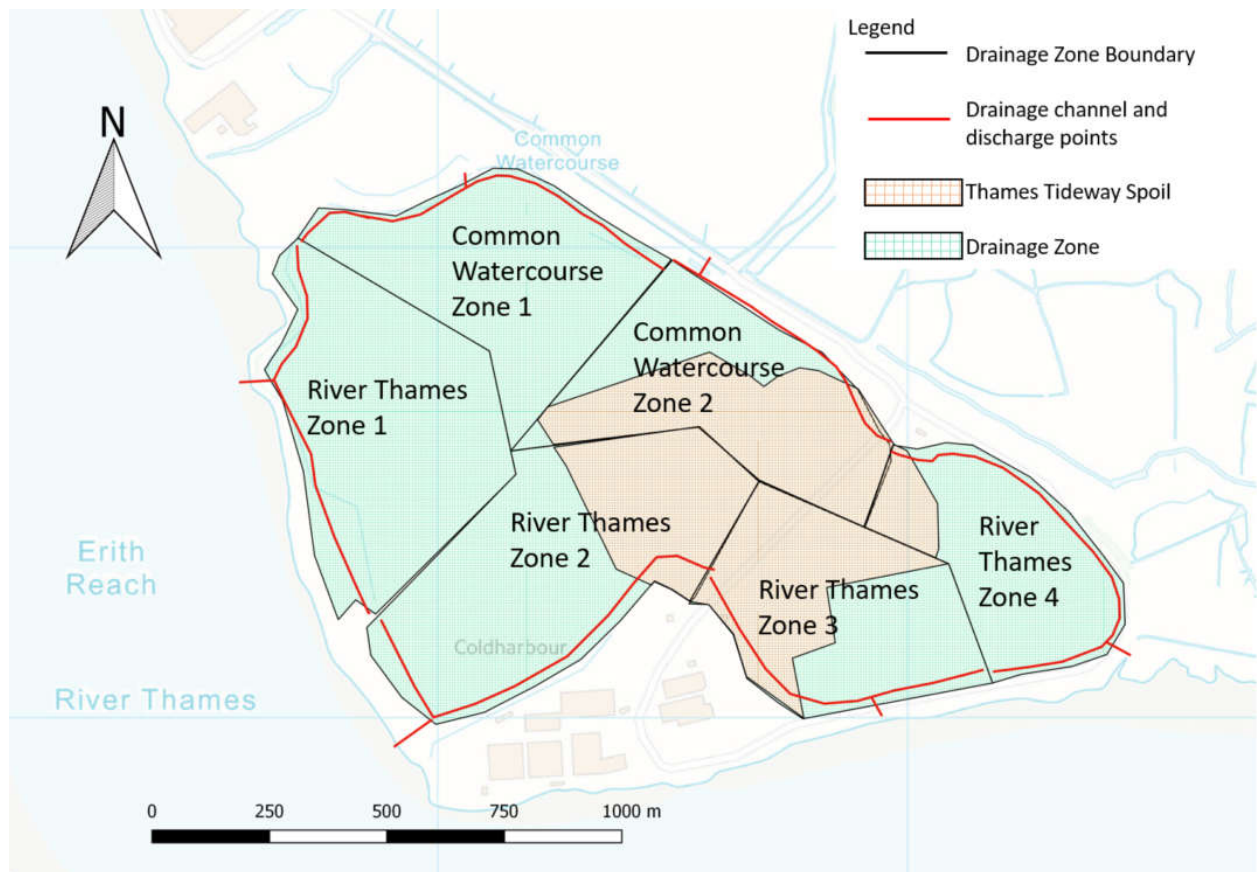 Legend
Drainage Zone Boundary
Drainage channel and
discharge points
Thames Tideway Spoil
Drainage Zone
N
Common
Watercourse
Common
Watercourse
Zone 1
Common
Watercourse
Zone 2
River Thames
Zone 1
River Thames
Zone 2
River
Thames
Zone 4
River Thames
Zone 3
Erith
Reach
Coldharbour
River Thames
0 250 500 750 1000 m